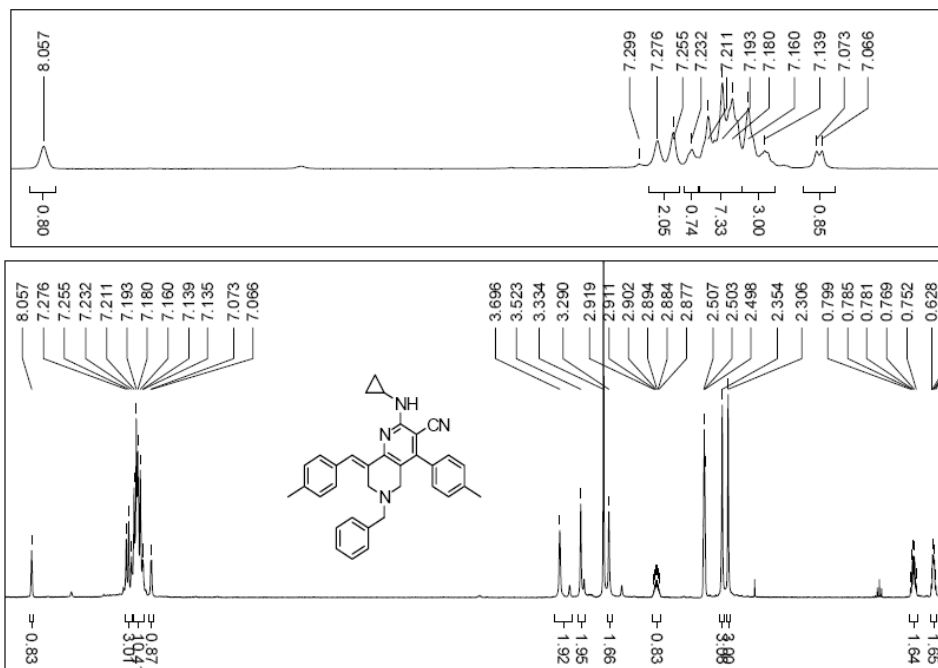 8.057 7.299 7.276 7.255 7.232 7.211 7.193 7.180 7.160 7.139 7.073 7.066
0.80 2.05 0.74 7.33 3.00 0.85
8.057 7.276 7.255 7.232 7.211 7.193 7.180 7.160 7.139 7.135 7.073 7.066 3.696 3.523 3.334 3.290 2.919 2.911 2.902 2.894 2.884 2.877 2.507 2.503 2.498 2.354 2.306 0.799 0.785 0.781 0.769 0.752 0.628
NH
N
CN
N
0.83 3.01 0.87 1.92 1.95 1.66 0.83 1.64 1.65